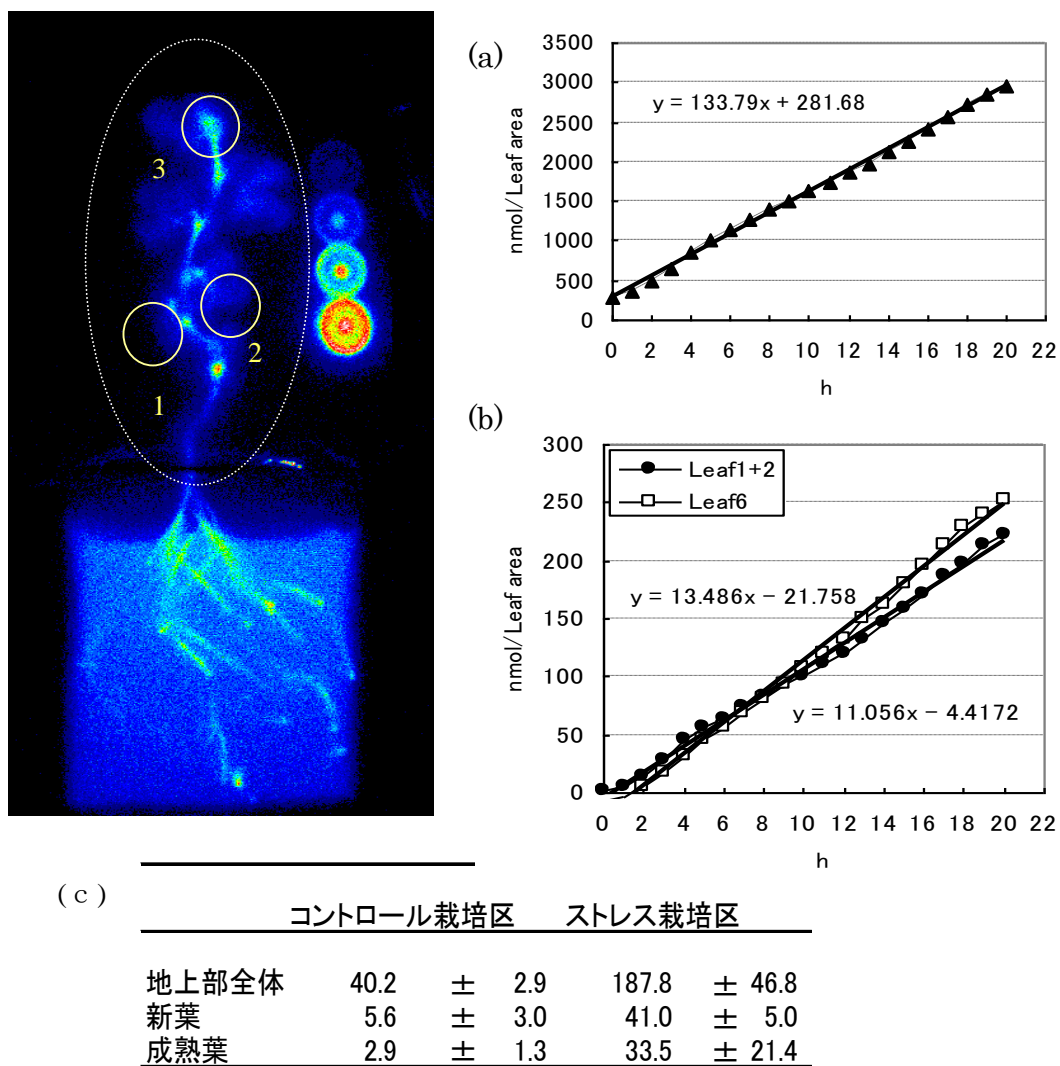 3
2
1
(a)
3500
3000
2500
2000
1500
1000
500
0
nmol/Leaf area
y = 133.79x + 281.68
0 2 4 6 8 10 12 14 16 18 20 22
h
(b)
300
250
200
150
100
50
0
nmol/Leaf area
Leaf1+2
Leaf6
y = 13.486x − 21.758
y = 11.056x − 4.4172
0 2 4 6 8 10 12 14 16 18 20 22
h
(c)
コントロール栽培区 ストレス栽培区
地上部全体 40.2 ± 2.9 187.8 ± 46.8
新葉 5.6 ± 3.0 41.0 ± 5.0
成熟葉 2.9 ± 1.3 33.5 ± 21.4